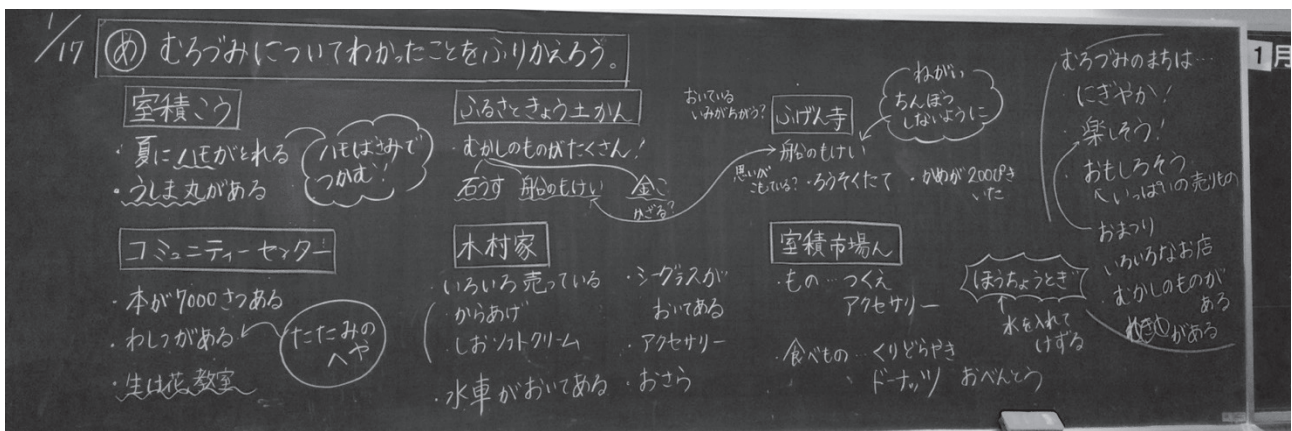 1/17 め むろづみについてわかったことをふりかえろう。
室積こう
・夏にハモがとれる
・うしま丸がある
ハモはさみで
つかむ!
ふるさときょう土かん
・むかしのものがたくさん!
石うす 船のもけい 金こ
かざる?
おいている
いみがちがう?
ふげん寺
・船のもけい
思いが
こもっている?
・ろうそくたて
・かめが200ぴき
いた
ねがい
ちんぼつ
しないように
コミュニティーセンター
・本が7000さつある
・わしつがある
・生け花教室
たたみの
へや
木村家
・いろいろ売っている
からあげ
しおソフトクリーム
・水車がおいてある
・シーグラスが
おいてある
・アクセサリー
・おさら
室積市場ん
・もの…つくえ
アクセサリー
・食べもの…くりどらやき
ドーナッツ おべんとう
ほうちょうとぎ
水を入れて
けずる
むろづみのまちは…
・にぎやか!
・楽しそう!
・おもしろそう
いっぱいの売りもの
おまつり
いろいろなお店
・むかしのものが
ある
れきしがある
1月